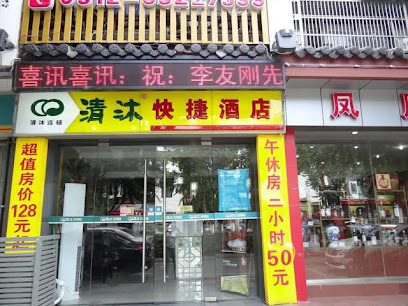 喜讯喜讯：祝：李友刚先
清沐快捷酒店
清沐连锁
超值房价128元
午休房二小时50元
凤